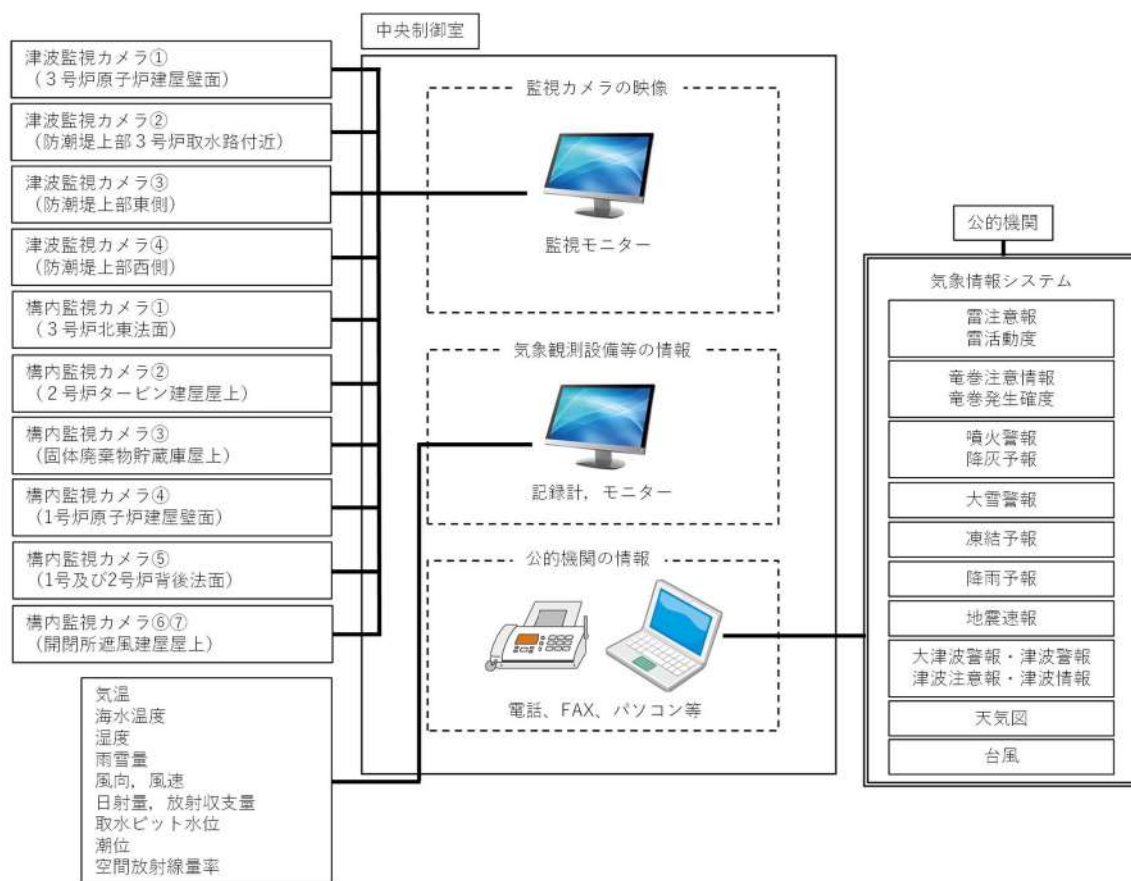 中央制御室
津波監視カメラ①
（３号炉原子炉建屋壁面）
津波監視カメラ②
（防潮堤上部３号炉取水路付近）
津波監視カメラ③
（防潮堤上部東側）
津波監視カメラ④
（防潮堤上部西側）
構内監視カメラ①
（３号炉北東法面）
構内監視カメラ②
（２号炉タービン建屋屋上）
構内監視カメラ③
（固体廃棄物貯蔵庫屋上）
構内監視カメラ④
（1号炉原子炉建屋壁面）
構内監視カメラ⑤
（1号及び2号炉背後法面）
構内監視カメラ⑥⑦
（開閉所遮風建屋屋上）
気温
海水温度
湿度
雨雪量
風向，風速
日射量，放射収支量
取水ピット水位
潮位
空間放射線量率
監視カメラの映像
監視モニター
気象観測設備等の情報
記録計，モニター
公的機関の情報
電話、FAX、パソコン等
公的機関
気象情報システム
雷注意報
雷活動度
竜巻注意情報
竜巻発生確度
噴火警報
降灰予報
大雪警報
凍結予報
降雨予報
地震速報
大津波警報・津波警報
津波注意報・津波情報
天気図
台風